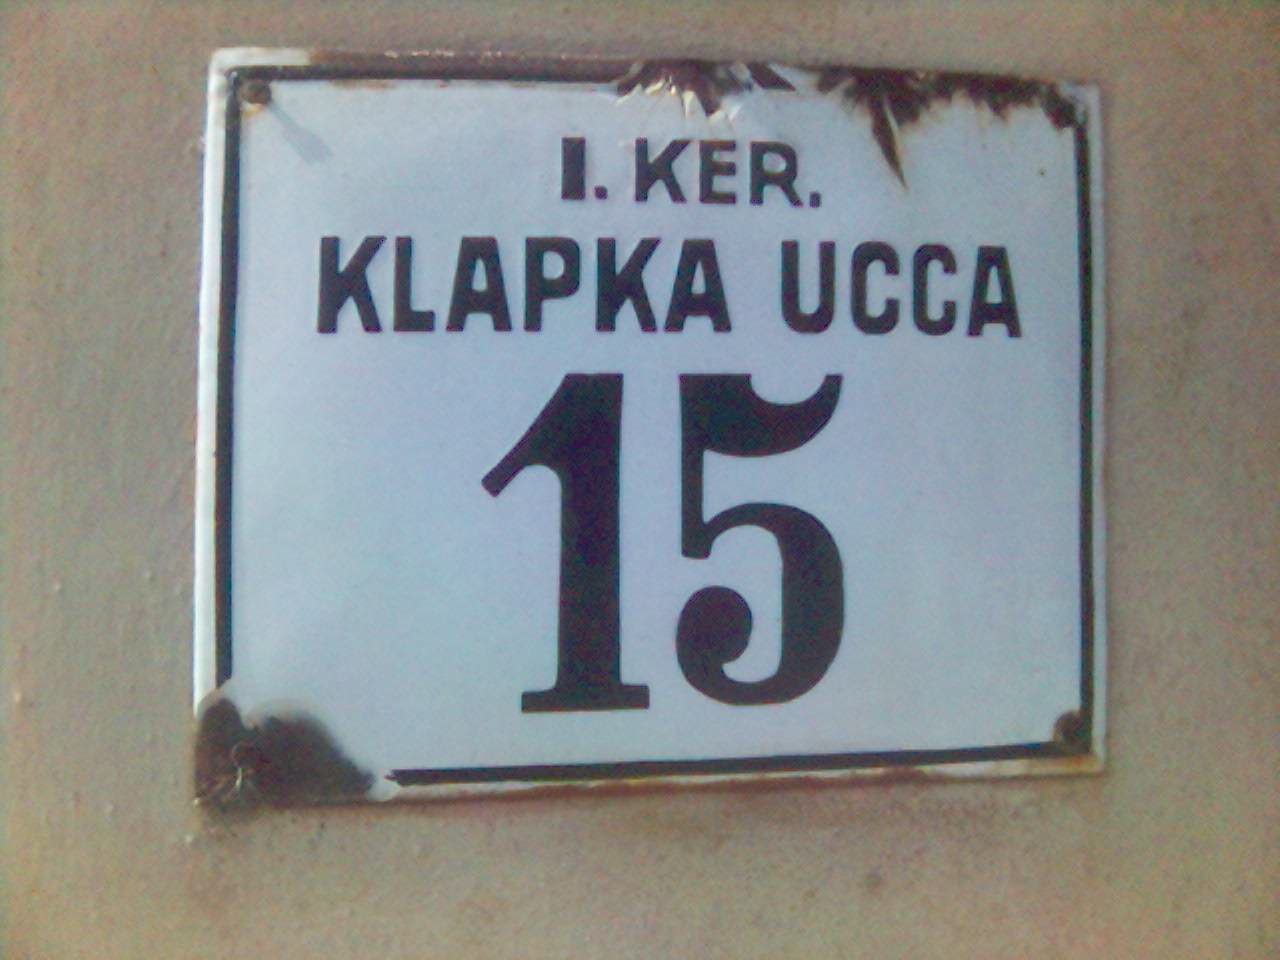 I. KER.
KLAPKA UCCA
15